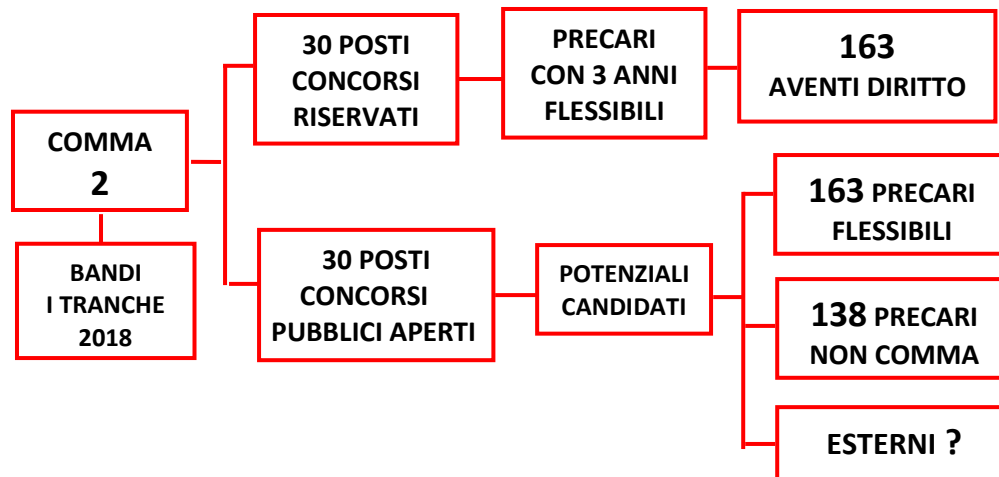 COMMA
2
BANDI
I TRANCHE
2018
30 POSTI
CONCORSI
RISERVATI
PRECARI
CON 3 ANNI
FLESSIBILI
163
AVENTI DIRITTO
30 POSTI
CONCORSI
PUBBLICI APERTI
POTENZIALI
CANDIDATI
163 PRECARI
FLESSIBILI
138 PRECARI
NON COMMA
ESTERNI ?